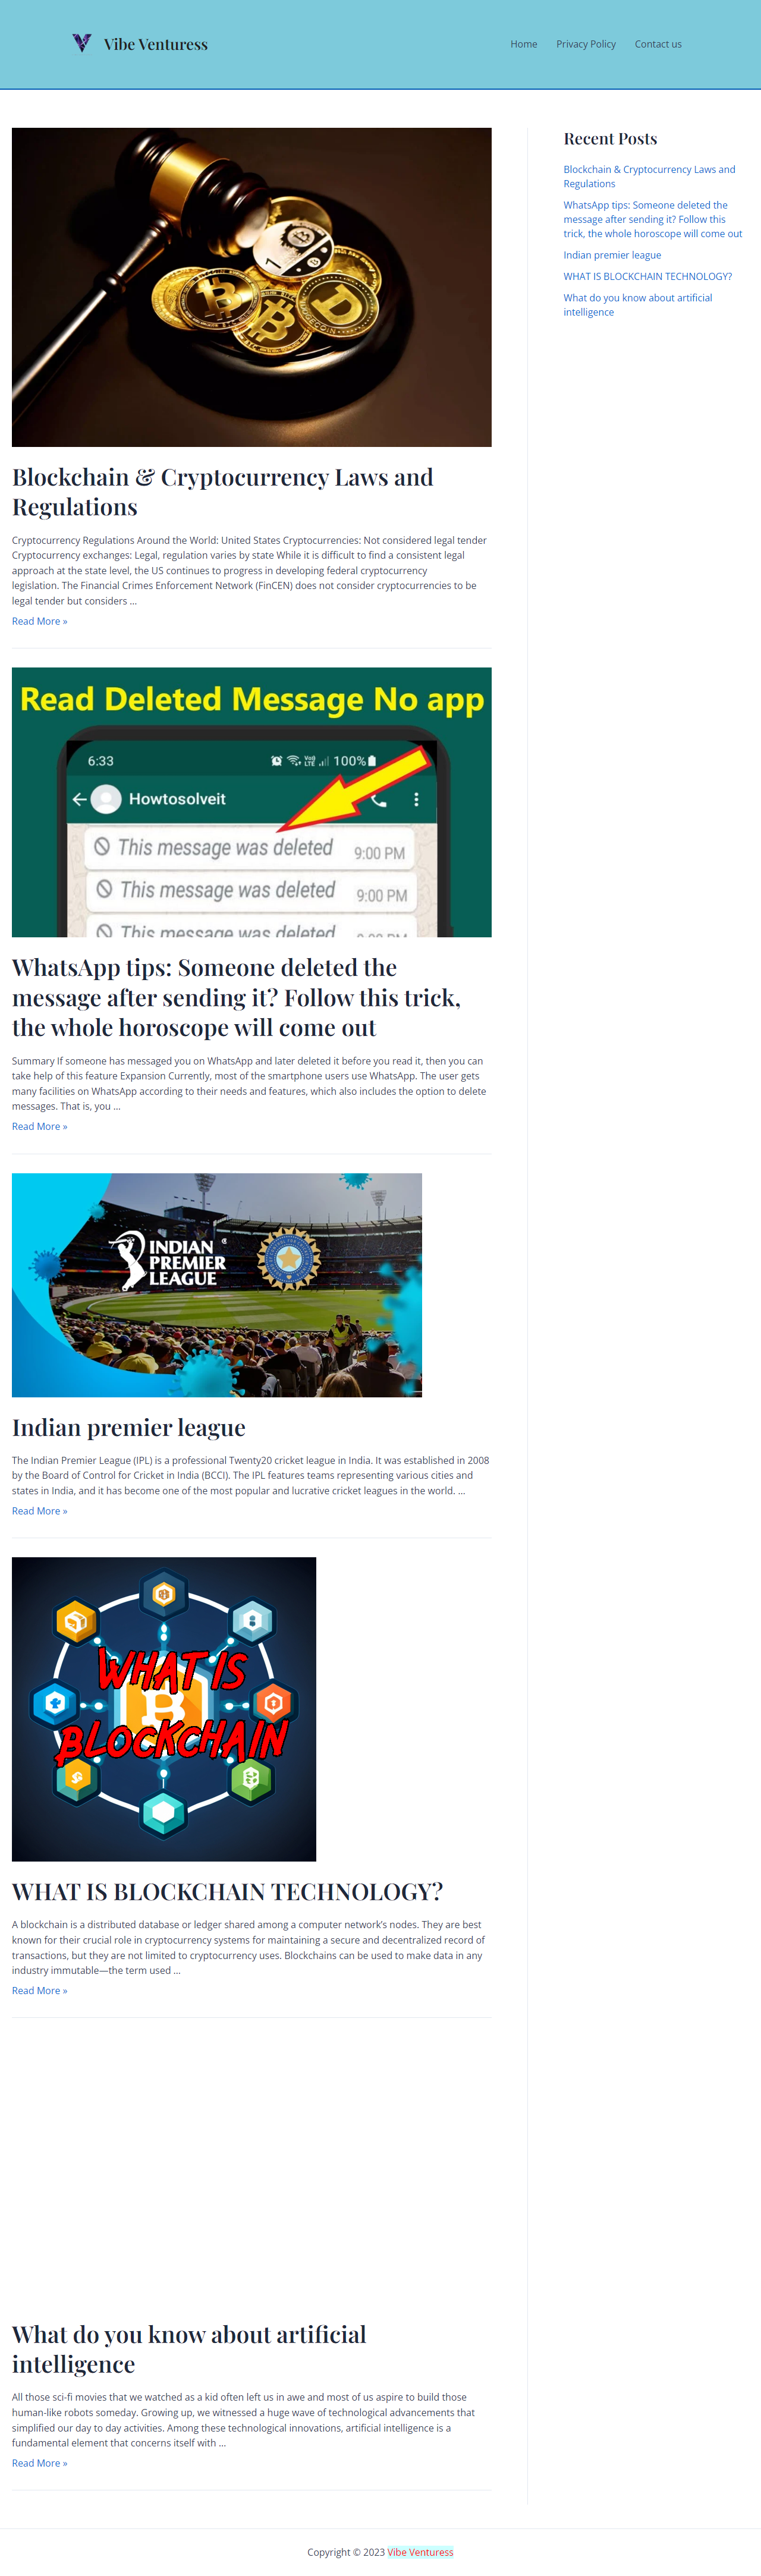 Vibe Venturess
Home Privacy Policy Contact us
Blockchain & Cryptocurrency Laws and
Regulations
Cryptocurrency Regulations Around the World: United States Cryptocurrencies: Not considered legal tender
Cryptocurrency exchanges: Legal, regulation varies by state While it is difficult to find a consistent legal
approach at the state level, the US continues to progress in developing federal cryptocurrency
legislation. The Financial Crimes Enforcement Network (FinCEN) does not consider cryptocurrencies to be
legal tender but considers …
Read More »
Read Deleted Message No app
6:33
100%
Howtosolveit
This message was deleted
9:00 PM
This message was deleted
9:00 PM
This message was deleted
WhatsApp tips: Someone deleted the
message after sending it? Follow this trick,
the whole horoscope will come out
Summary If someone has messaged you on WhatsApp and later deleted it before you read it, then you can
take help of this feature Expansion Currently, most of the smartphone users use WhatsApp. The user gets
many facilities on WhatsApp according to their needs and features, which also includes the option to delete
messages. That is, you …
Read More »
INDIAN
PREMIER
LEAGUE
Indian premier league
The Indian Premier League (IPL) is a professional Twenty20 cricket league in India. It was established in 2008
by the Board of Control for Cricket in India (BCCI). The IPL features teams representing various cities and
states in India, and it has become one of the most popular and lucrative cricket leagues in the world. …
Read More »
WHAT IS
BLOCKCHAIN
WHAT IS BLOCKCHAIN TECHNOLOGY?
A blockchain is a distributed database or ledger shared among a computer network’s nodes. They are best
known for their crucial role in cryptocurrency systems for maintaining a secure and decentralized record of
transactions, but they are not limited to cryptocurrency uses. Blockchains can be used to make data in any
industry immutable—the term used …
Read More »
What do you know about artificial
intelligence
All those sci-fi movies that we watched as a kid often left us in awe and most of us aspire to build those
human-like robots someday. Growing up, we witnessed a huge wave of technological advancements that
simplified our day to day activities. Among these technological innovations, artificial intelligence is a
fundamental element that concerns itself with …
Read More »
Recent Posts
Blockchain & Cryptocurrency Laws and
Regulations
WhatsApp tips: Someone deleted the
message after sending it? Follow this
trick, the whole horoscope will come out
Indian premier league
WHAT IS BLOCKCHAIN TECHNOLOGY?
What do you know about artificial
intelligence
Copyright © 2023 Vibe Venturess